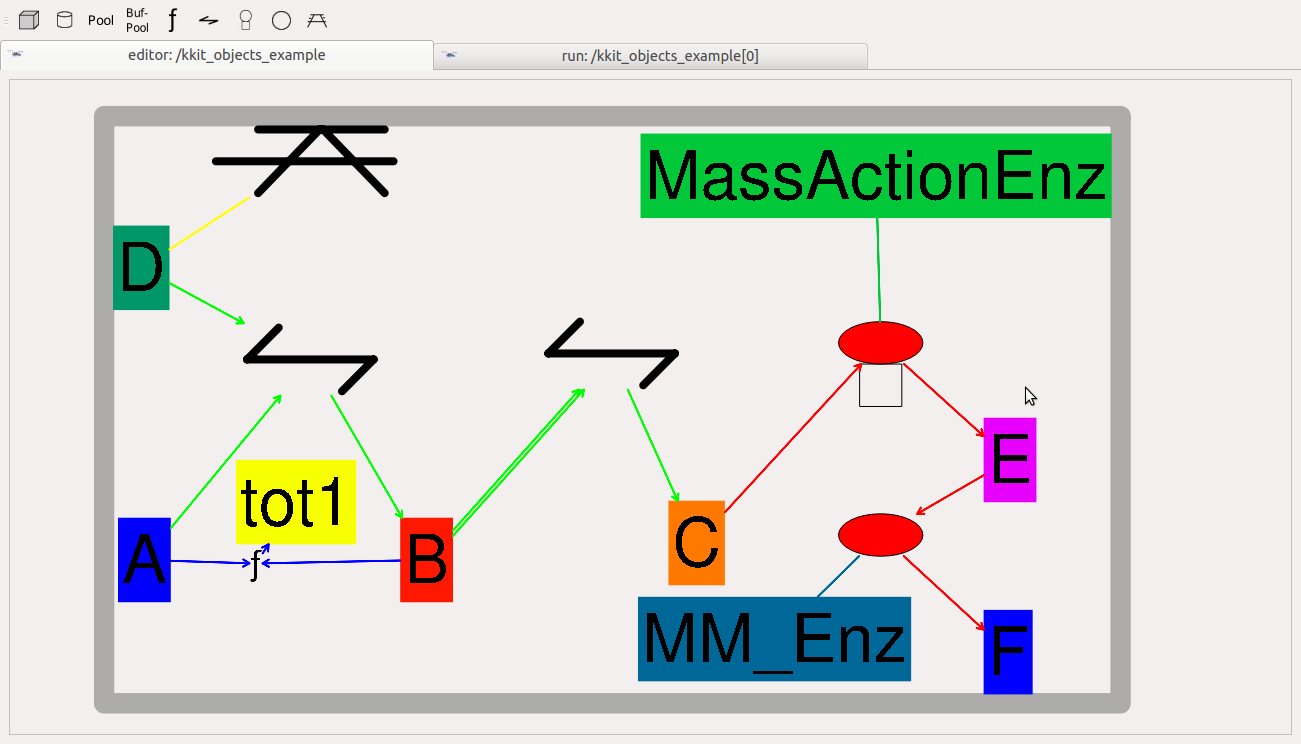 Pool
Buf-
Pool
ƒ
editor: /kkit_objects_example
run: /kkit_objects_example[0]
MassActionEnz
D
E
tot1
A
ƒ
B
C
MM_Enz
F